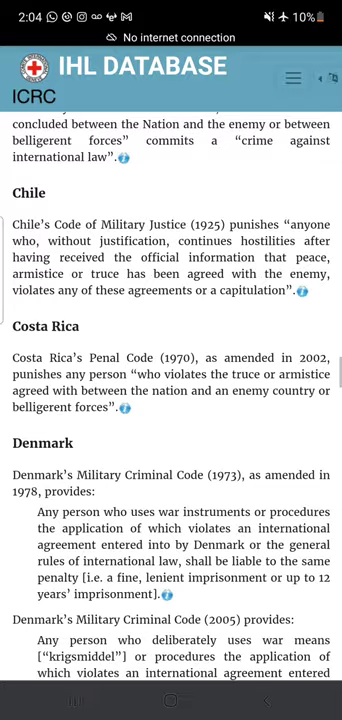 2:04
10%
No internet connection
IHL DATABASE
ICRC
concluded between the Nation and the enemy or between
belligerent forces” commits a “crime against
international law”.
Chile
Chile’s Code of Military Justice (1925) punishes “anyone
who, without justification, continues hostilities after
having received the official information that peace,
armistice or truce has been agreed with the enemy,
violates any of these agreements or a capitulation”.
Costa Rica
Costa Rica’s Penal Code (1970), as amended in 2002,
punishes any person “who violates the truce or armistice
agreed with between the nation and an enemy country or
belligerent forces”.
Denmark
Denmark’s Military Criminal Code (1973), as amended in
1978, provides:
Any person who uses war instruments or procedures
the application of which violates an international
agreement entered into by Denmark or the general
rules of international law, shall be liable to the same
penalty [i.e. a fine, lenient imprisonment or up to 12
years’ imprisonment].
Denmark’s Military Criminal Code (2005) provides:
Any person who deliberately uses war means
[“krigsmiddel”] or procedures the application of
which violates an international agreement entered